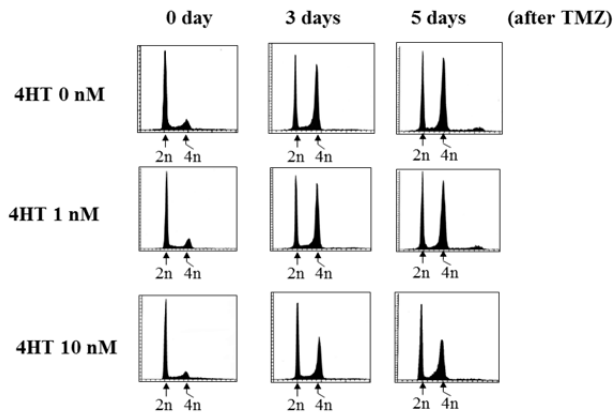 0 day 3 days 5 days (after TMZ)
4HT 0 nM
2n 4n 2n 4n 2n 4n
4HT 1 nM
2n 4n 2n 4n 2n 4n
4HT 10 nM
2n 4n 2n 4n 2n 4n